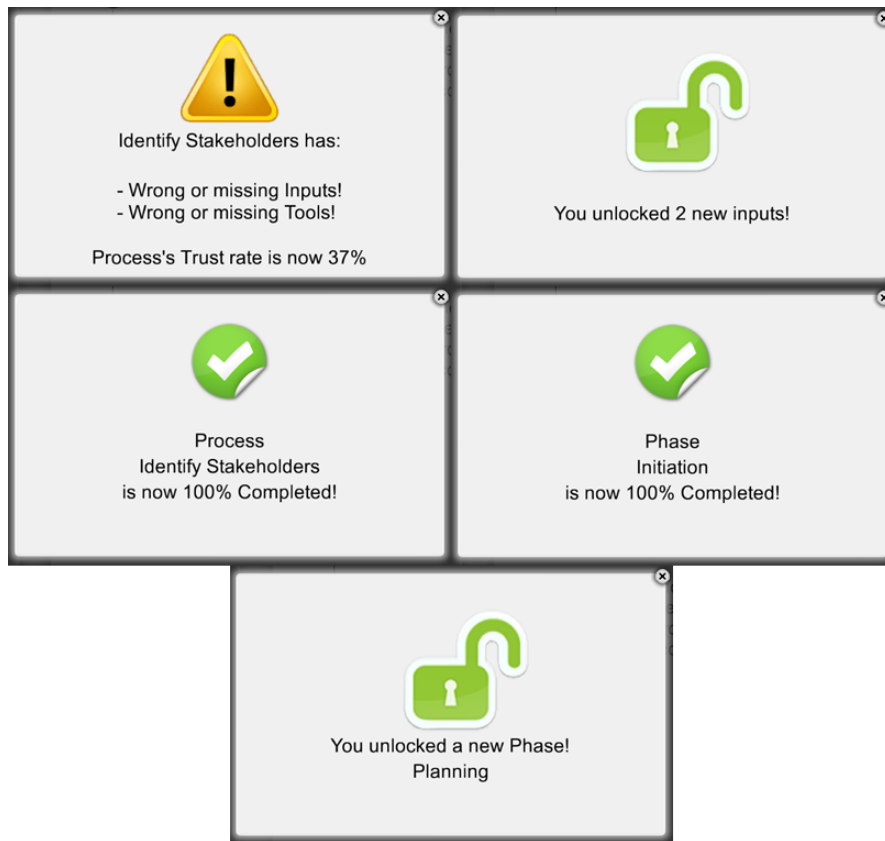 Identify Stakeholders has:
- Wrong or missing Inputs!
- Wrong or missing Tools!
Process's Trust rate is now 37%
You unlocked 2 new inputs!
Process
Identify Stakeholders
is now 100% Completed!
Phase
Initiation
is now 100% Completed!
You unlocked a new Phase!
Planning